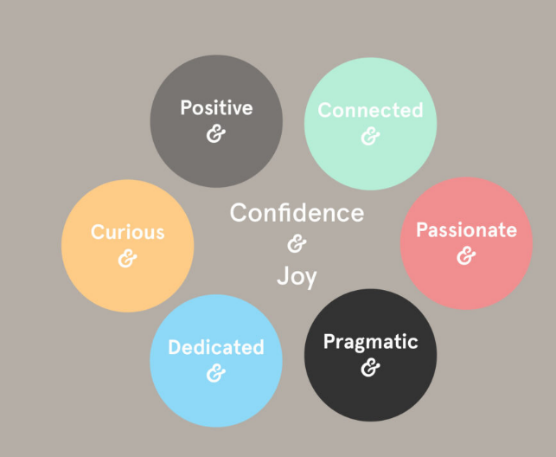 Positive
&
Connected
&
Curious
&
Confidence
&
Joy
Passionate
&
Dedicated
&
Pragmatic
&